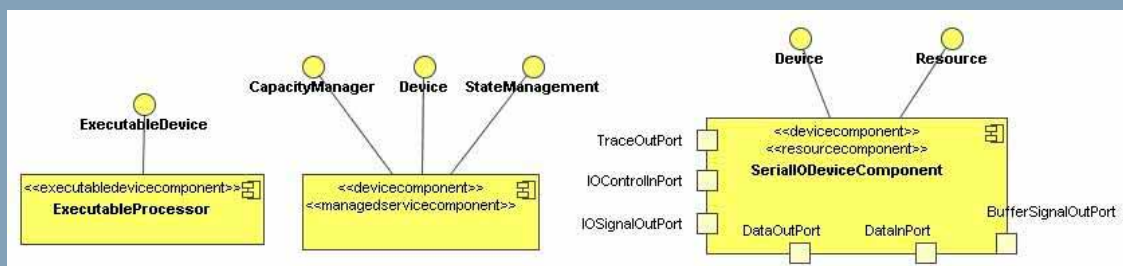 ExecutableDevice
<<executabledevicecomponent>>
ExecutableProcessor
CapacityManager
Device
StateManagement
<<devicecomponent>>
<<managedservicecomponent>>
Device
Resource
<<devicecomponent>>
<<resourcecomponent>>
SerialIODeviceComponent
TraceOutPort
IOControlInPort
IOSignalOutPort
DataOutPort
DataInPort
BufferSignalOutPort